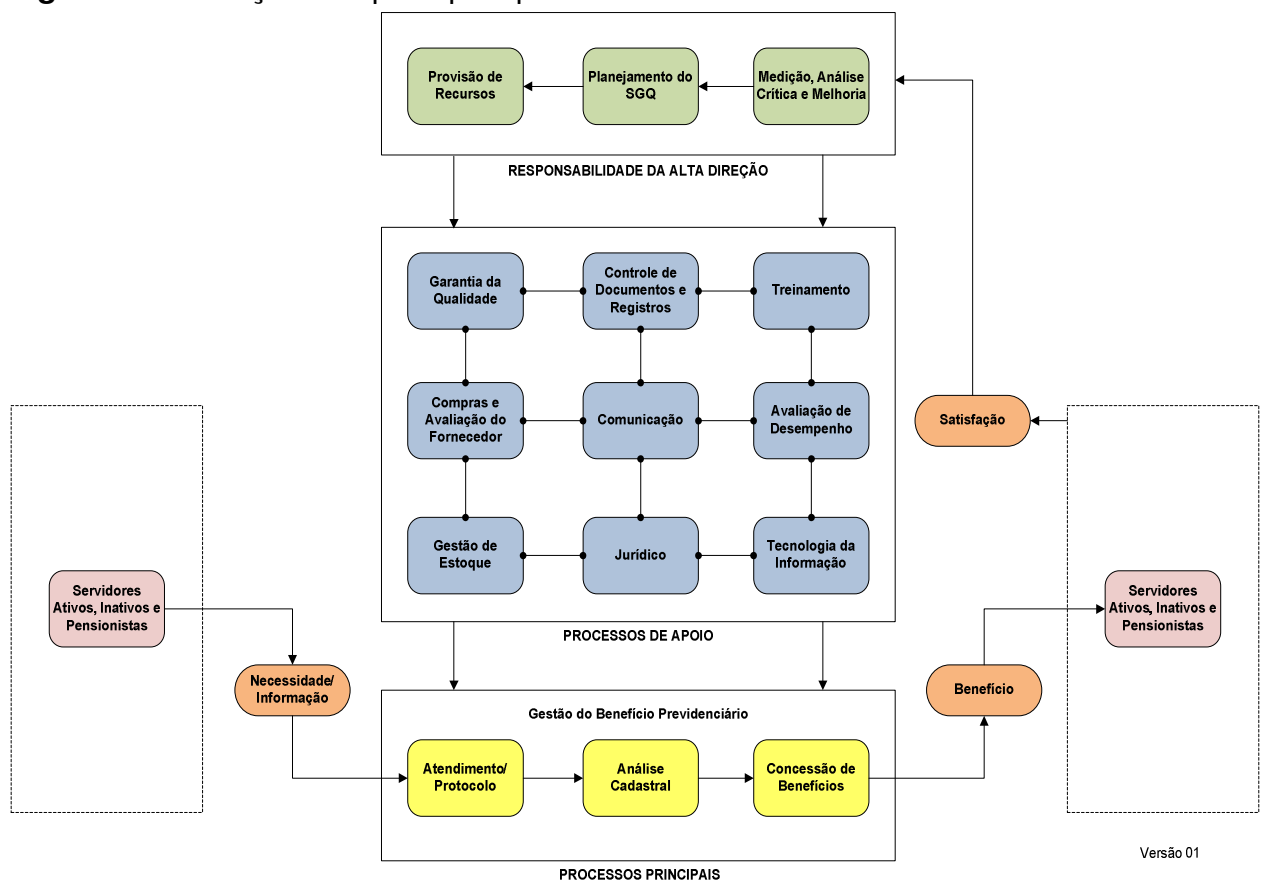 Provisão de
Recursos
Planejamento do
SGQ
Medição, Análise
Crítica e Melhoria
RESPONSABILIDADE DA ALTA DIREÇÃO
Garantia da
Qualidade
Controle de
Documentos e
Registros
Treinamento
Compras e
Avaliação do
Fornecedor
Comunicação
Avaliação de
Desempenho
Satisfação
Gestão de
Estoque
Jurídico
Tecnologia da
Informação
Servidores
Ativos, Inativos e
Pensionistas
Servidores
Ativos, Inativos e
Pensionistas
PROCESSOS DE APOIO
Necessidade/
Informação
Benefício
Gestão do Benefício Previdenciário
Atendimento/
Protocolo
Análise
Cadastral
Concessão de
Benefícios
PROCESSOS PRINCIPAIS
Versão 01